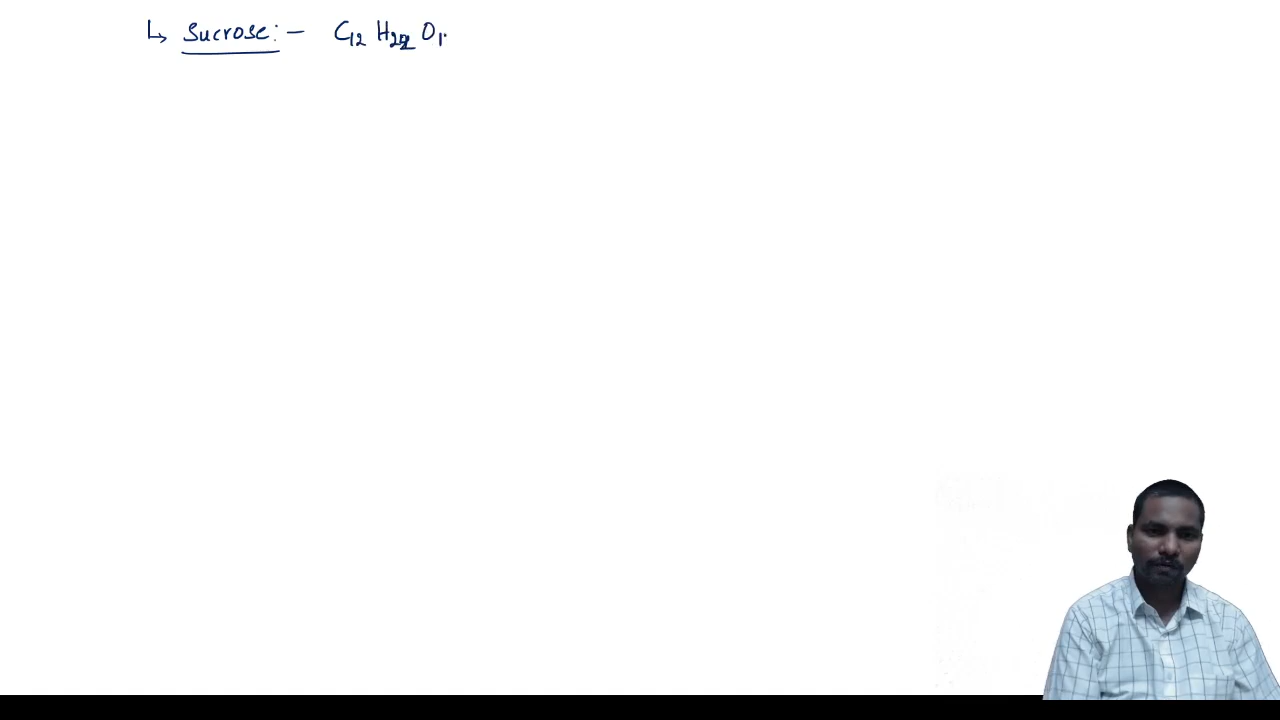 ↳ Sucrose:- C₁₂ H₂₂ O₁